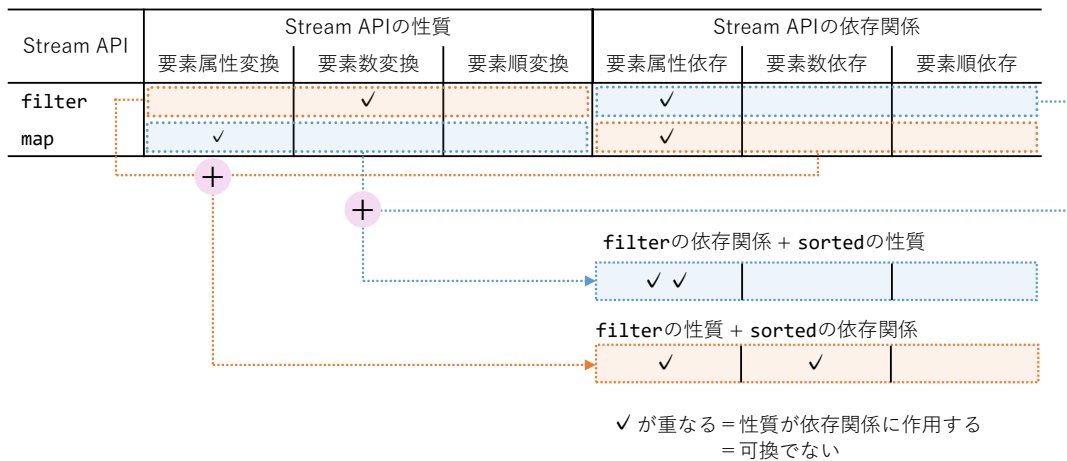 Stream API
Stream APIの性質
Stream APIの依存関係
要素属性変換 要素数変換 要素順変換 要素属性依存 要素数依存 要素順依存
filter ✓ ✓
map ✓ ✓
+
+
filterの依存関係 + sortedの性質
✓ ✓
filterの性質 + sortedの依存関係
✓ ✓
✓ が重なる＝性質が依存関係に作用する
＝可換でない